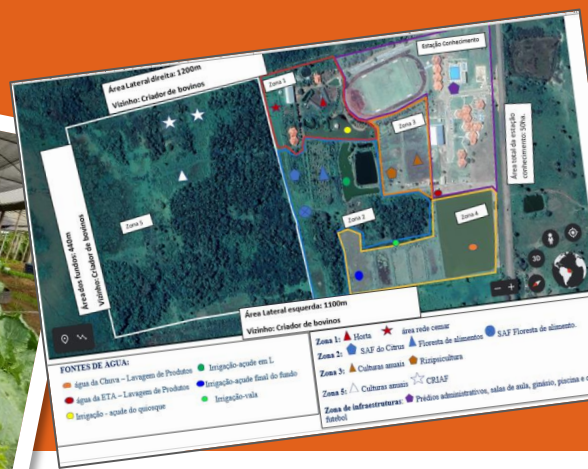 Área Lateral direita: 1200m
Vizinho: Criador de bovinos
Zona 1
Estação Conhecimento
Zona 3
Área total de estação
conhecimento: 50ha.
Área dos fundos: 440m
Vizinho: Criador de bovinos
Zona 5
Zona 2
Zona 4
3D
Área Lateral esquerda: 1100m
Vizinho: Criador de bovinos
FONTES DE AGUA:
água da Chuva – Lavagem de Produtos
água da ETA – Lavagem de Produtos
Irrigação - açude do quiosque
Irrigação-açude em L
Irrigação-açude final do fundo
Irrigação-vala
Zona 1: Horta área rede cemar
Zona 2: SAF do Citrus Floresta de alimentos SAF Floresta de alimento.
Zona 3: Culturas anuais Rizipsicultura
Zona 5: Culturas anuais CRIAF
Zona de infraestruturas: Prédios administrativos, salas de aula, ginásio, piscina e
futebol